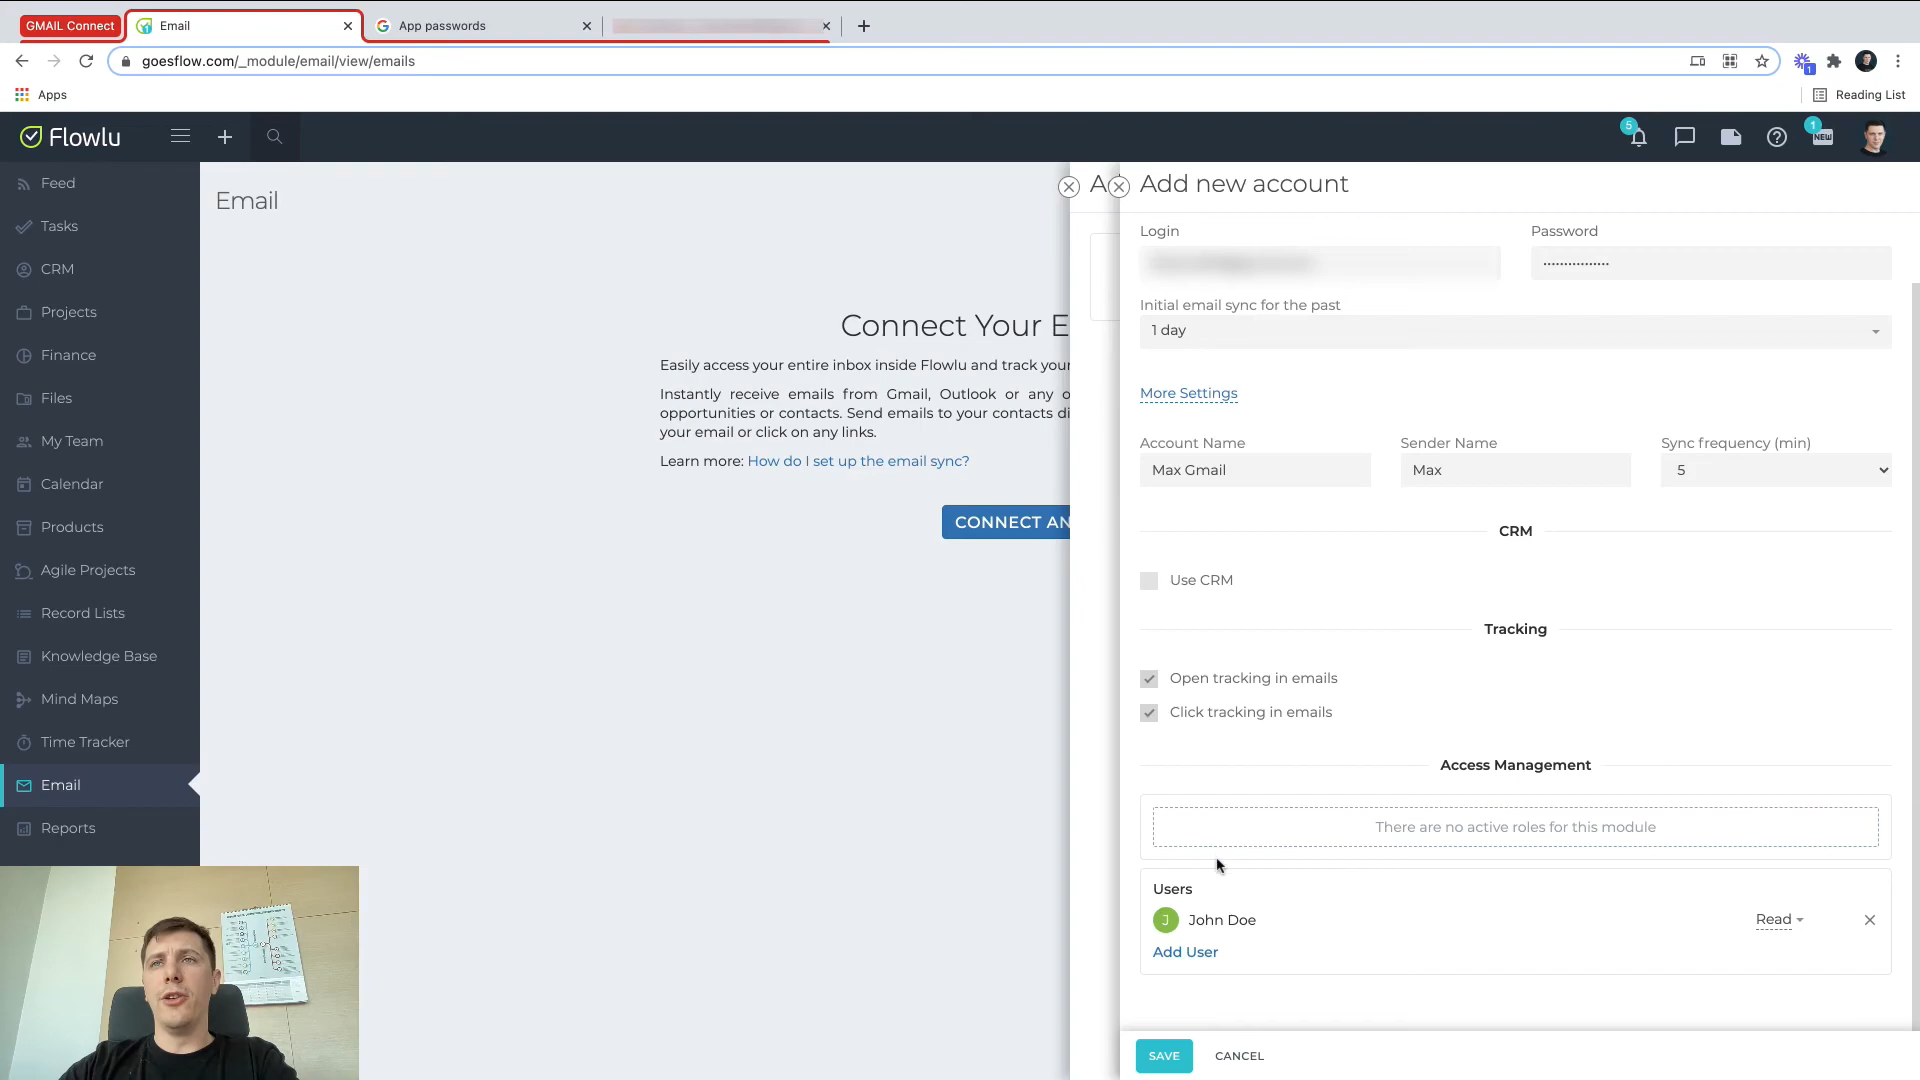 GMAIL Connect
Email
App passwords
goesflow.com/_module/email/view/emails
Apps
Reading List
Flowlu
5
1
NEW
1
Feed
Tasks
CRM
Projects
Finance
Files
My Team
Calendar
Products
Agile Projects
Record Lists
Knowledge Base
Mind Maps
Time Tracker
Email
Reports
Email
Connect Your E
Easily access your entire inbox inside Flowlu and track your
Instantly receive emails from Gmail, Outlook or any o
opportunities or contacts. Send emails to your contacts di
your email or click on any links.
Learn more: How do I set up the email sync?
CONNECT AN
A
Add new account
Login
Password
Initial email sync for the past
1 day
More Settings
Account Name
Sender Name
Sync frequency (min)
Max Gmail
Max
5
CRM
Use CRM
Tracking
Open tracking in emails
Click tracking in emails
Access Management
There are no active roles for this module
Users
J
John Doe
Read
Add User
SAVE
CANCEL